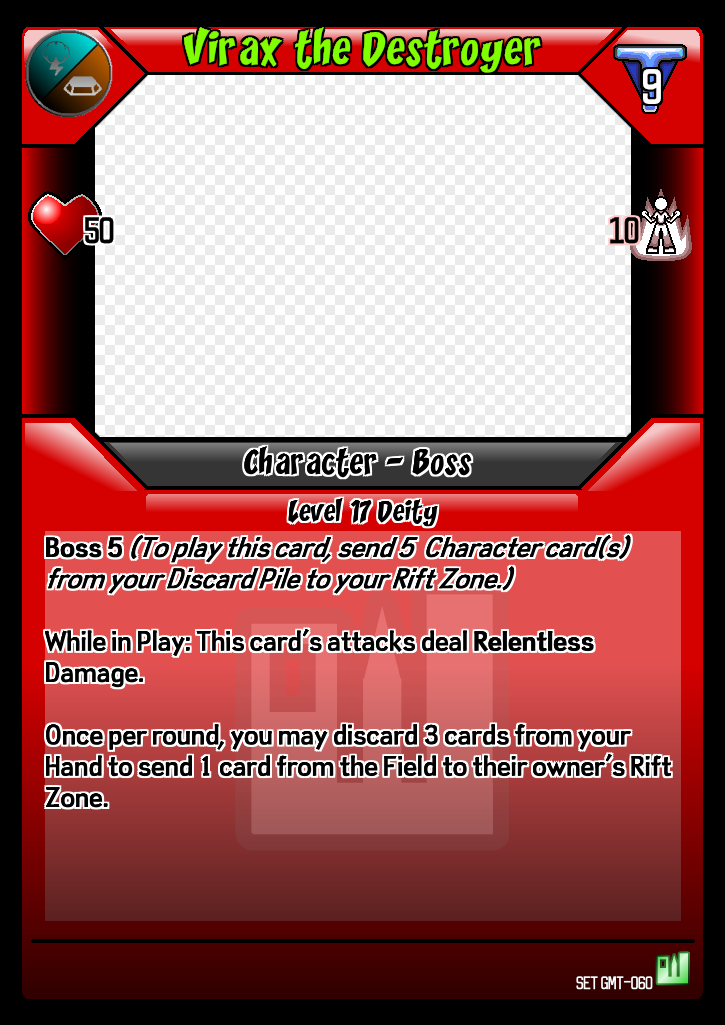 Virax the Destroyer
9
50
10
Character - Boss
Level 17 Deity
Boss 5 (To play this card, send 5 Character card(s)
from your Discard Pile to your Rift Zone.)
While in Play: This card's attacks deal Relentless
Damage.
Once per round, you may discard 3 cards from your
Hand to send 1 card from the Field to their owner's Rift
Zone.
SET GMT-060